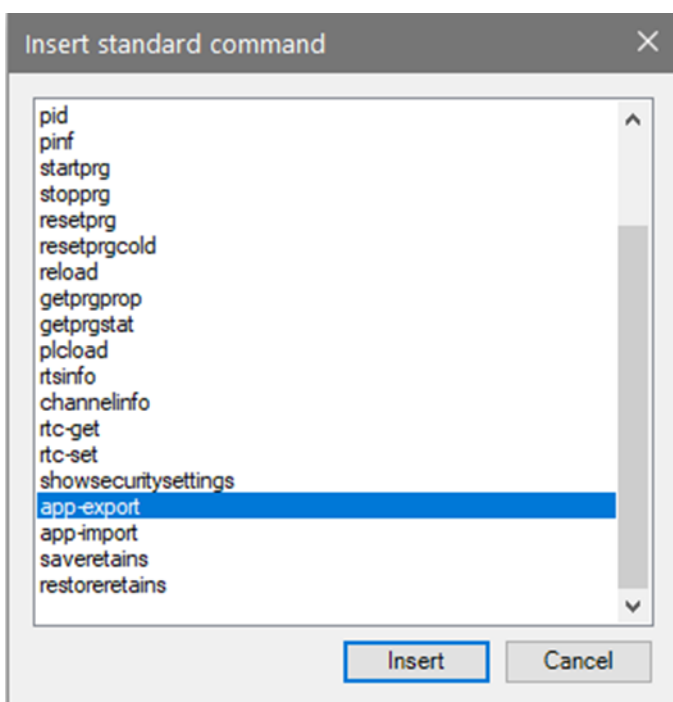 Insert standard command
pid
pinf
startprg
stopprg
resetprg
resetprgcold
reload
getprgprop
getprgstat
plcload
rtsinfo
channelinfo
rtc-get
rtc-set
showsecuritysettings
app-export
app-import
saveretains
restoreretains
Insert
Cancel